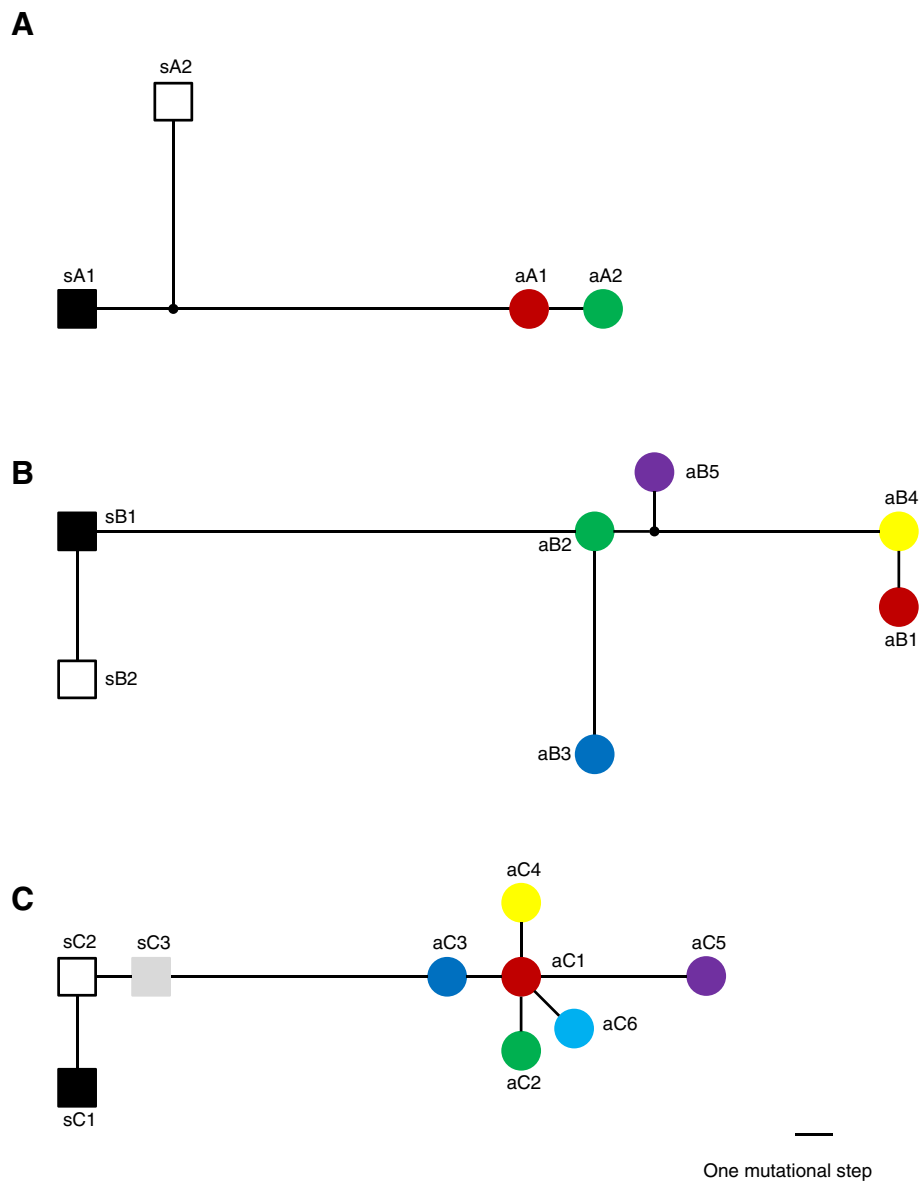 A
sA2
sA1
aA1
aA2
B
sB1
aB5
aB4
aB2
sB2
aB1
aB3
C
aC4
sC2
sC3
aC3
aC1
aC5
aC6
aC2
sC1
One mutational step